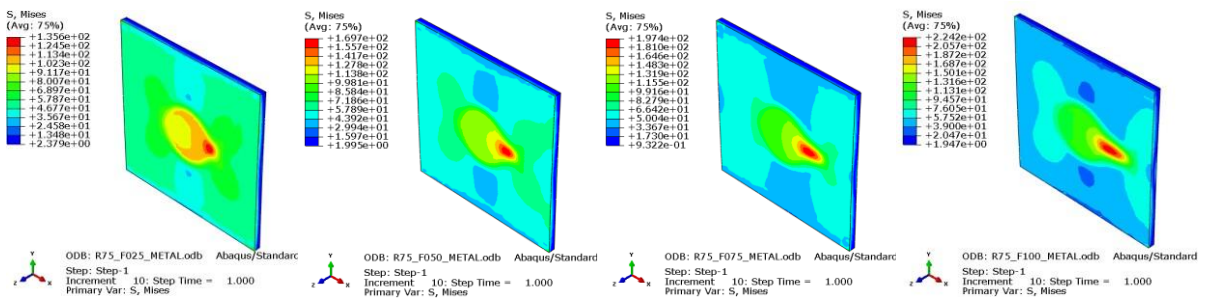 S, Mises
(Avg: 75%)
+1.356e+02
+1.245e+02
+1.134e+02
+1.023e+02
+9.117e+01
+8.007e+01
+6.897e+01
+5.787e+01
+4.677e+01
+3.567e+01
+2.458e+01
+1.348e+01
+2.379e+00
Y
Z
X
ODB: R75_F025_METAL.odb Abaqus/Standard
Step: Step-1
Increment 10: Step Time = 1.000
Primary Var: S, Mises
S, Mises
(Avg: 75%)
+1.697e+02
+1.557e+02
+1.417e+02
+1.278e+02
+1.138e+02
+9.981e+01
+8.584e+01
+7.186e+01
+5.789e+01
+4.392e+01
+2.994e+01
+1.597e+01
+1.995e+00
Y
Z
X
ODB: R75_F050_METAL.odb Abaqus/Standard
Step: Step-1
Increment 10: Step Time = 1.000
Primary Var: S, Mises
S, Mises
(Avg: 75%)
+1.974e+02
+1.810e+02
+1.646e+02
+1.483e+02
+1.319e+02
+1.155e+02
+9.916e+01
+8.279e+01
+6.642e+01
+5.004e+01
+3.367e+01
+1.730e+01
+9.322e-01
Y
Z
X
ODB: R75_F075_METAL.odb Abaqus/Standard
Step: Step-1
Increment 10: Step Time = 1.000
Primary Var: S, Mises
S, Mises
(Avg: 75%)
+2.242e+02
+2.057e+02
+1.872e+02
+1.687e+02
+1.501e+02
+1.316e+02
+1.131e+02
+9.457e+01
+7.605e+01
+5.752e+01
+3.900e+01
+2.047e+01
+1.947e+00
Y
Z
X
ODB: R75_F100_METAL.odb Abaqus/Standard
Step: Step-1
Increment 10: Step Time = 1.000
Primary Var: S, Mises